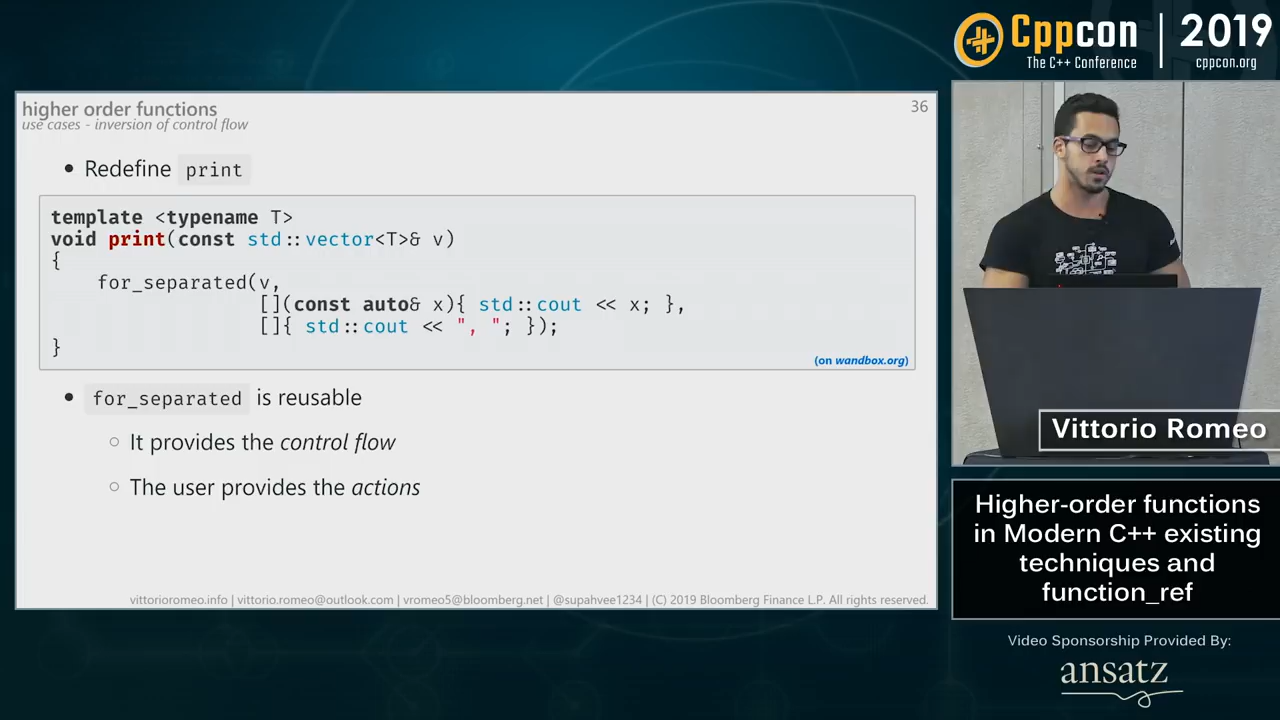 Cppcon | 2019
The C++ Conference
cppcon.org
higher order functions
36
use cases - inversion of control flow
• Redefine print
template <typename T>
void print(const std::vector<T>& v)
{
    for_separated(v,
                  [](const auto& x){ std::cout << x; },
                  []{ std::cout << ", "; });
}
(on wandbox.org)
• for_separated is reusable
○ It provides the control flow
○ The user provides the actions
vittorioromeo.info | vittorio.romeo@outlook.com | vromeo5@bloomberg.net | @supahvee1234 | (C) 2019 Bloomberg Finance L.P. All rights reserved.
Vittorio Romeo
Higher-order functions
in Modern C++ existing
techniques and
function_ref
Video Sponsorship Provided By:
ansatz